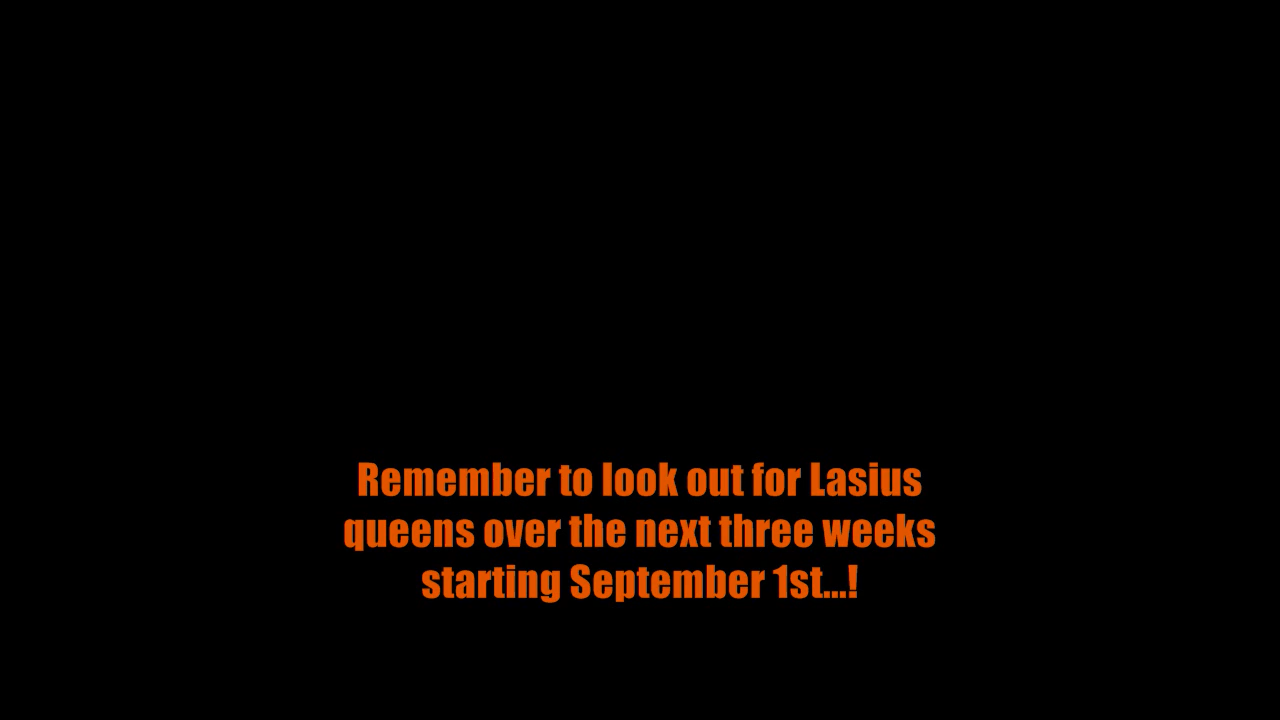 Remember to look out for Lasius
queens over the next three weeks
starting September 1st...!